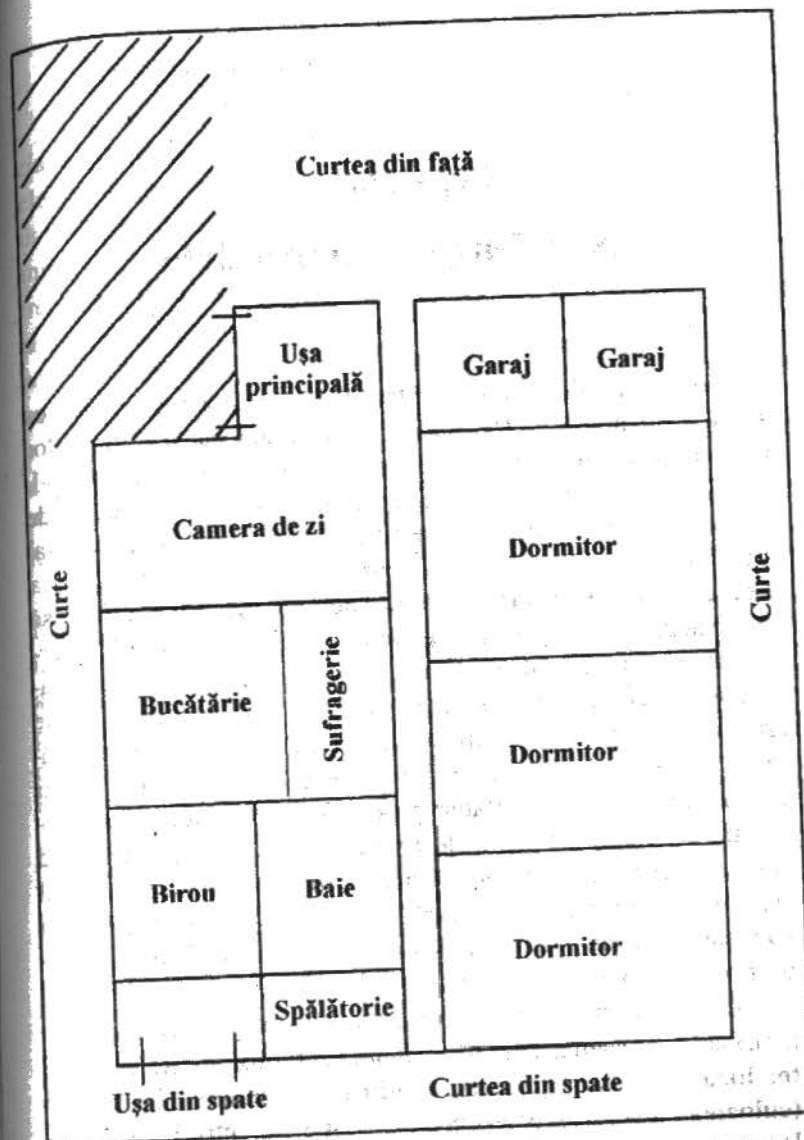 Curtea din față
Ușa
principală
Garaj
Garaj
Camera de zi
Dormitor
Curte
Curte
Bucătărie
Sufragerie
Dormitor
Birou
Baie
Dormitor
Spălătorie
Ușa din spate
Curtea din spate